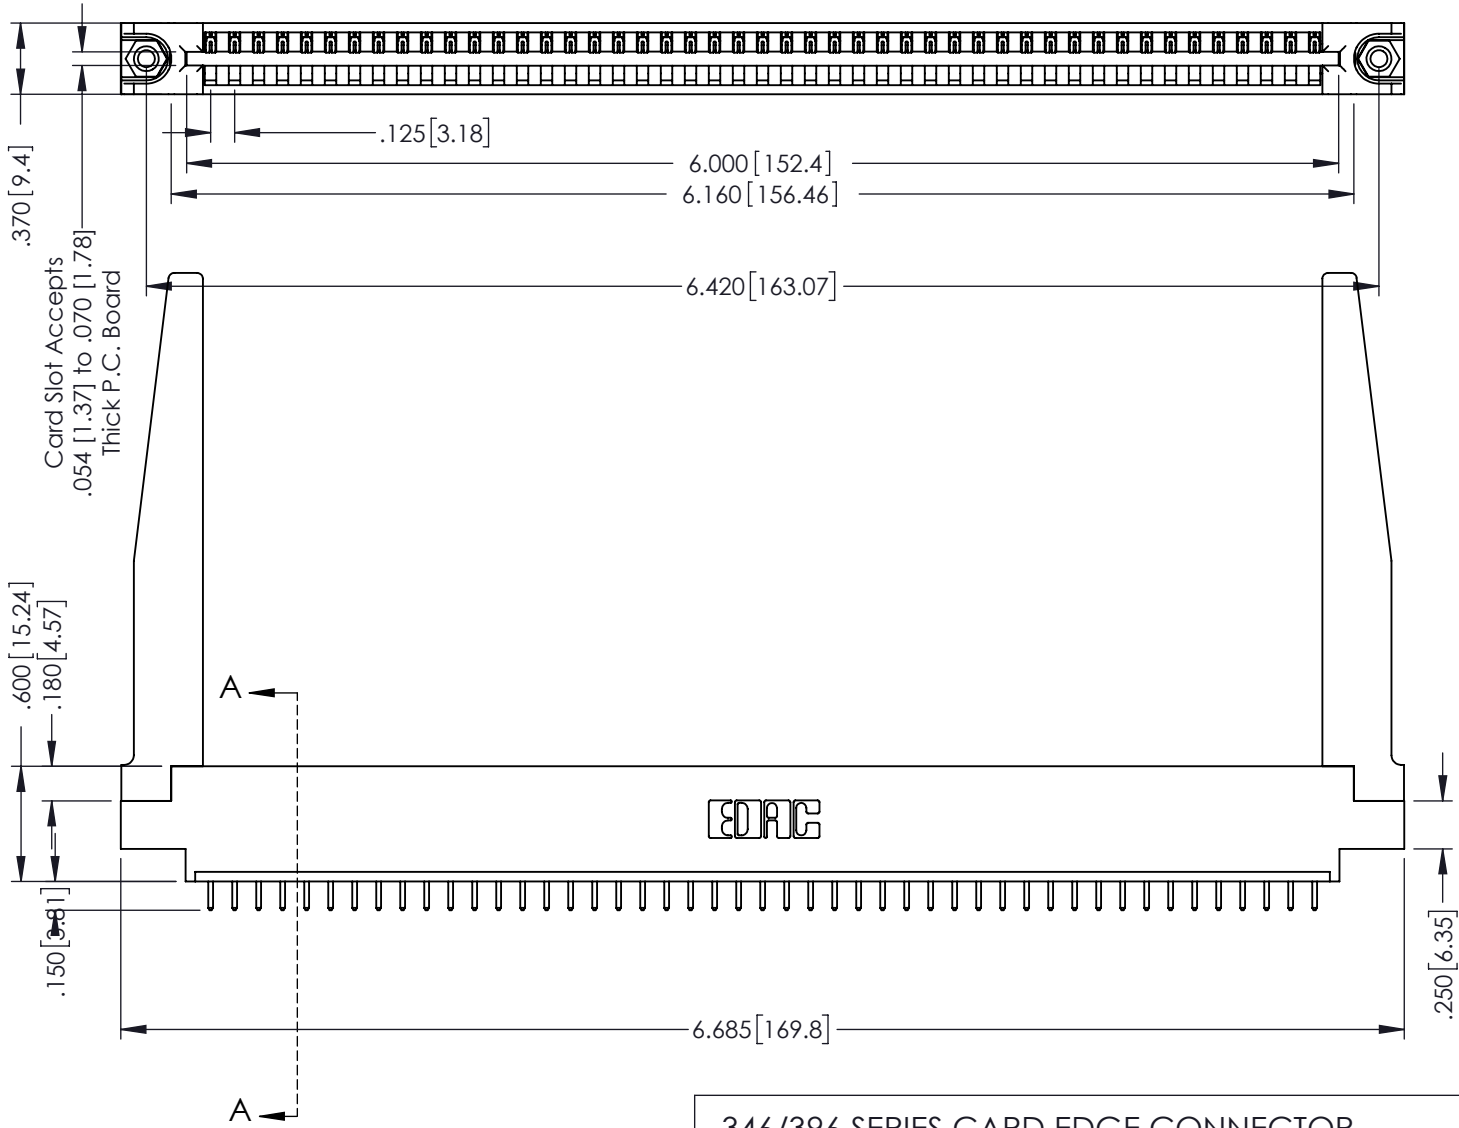 .125[3.18]
6.000[152.4]
6.160[156.46]
.370[9.4]
Card Slot Accepts
.054 [1.37] to .070 [1.78]
Thick P.C. Board
6.420[163.07]
.600[15.24]
.180[4.57]
A
EDAC
.150[3.81]
.250[6.35]
6.685[169.8]
A
346/396 SERIES CARD EDGE CONNECTOR